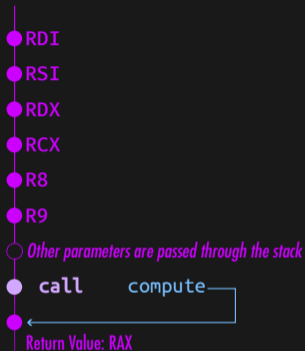 RDI
RSI
RDX
RCX
R8
R9
Other parameters are passed through the stack
call compute
Return Value: RAX